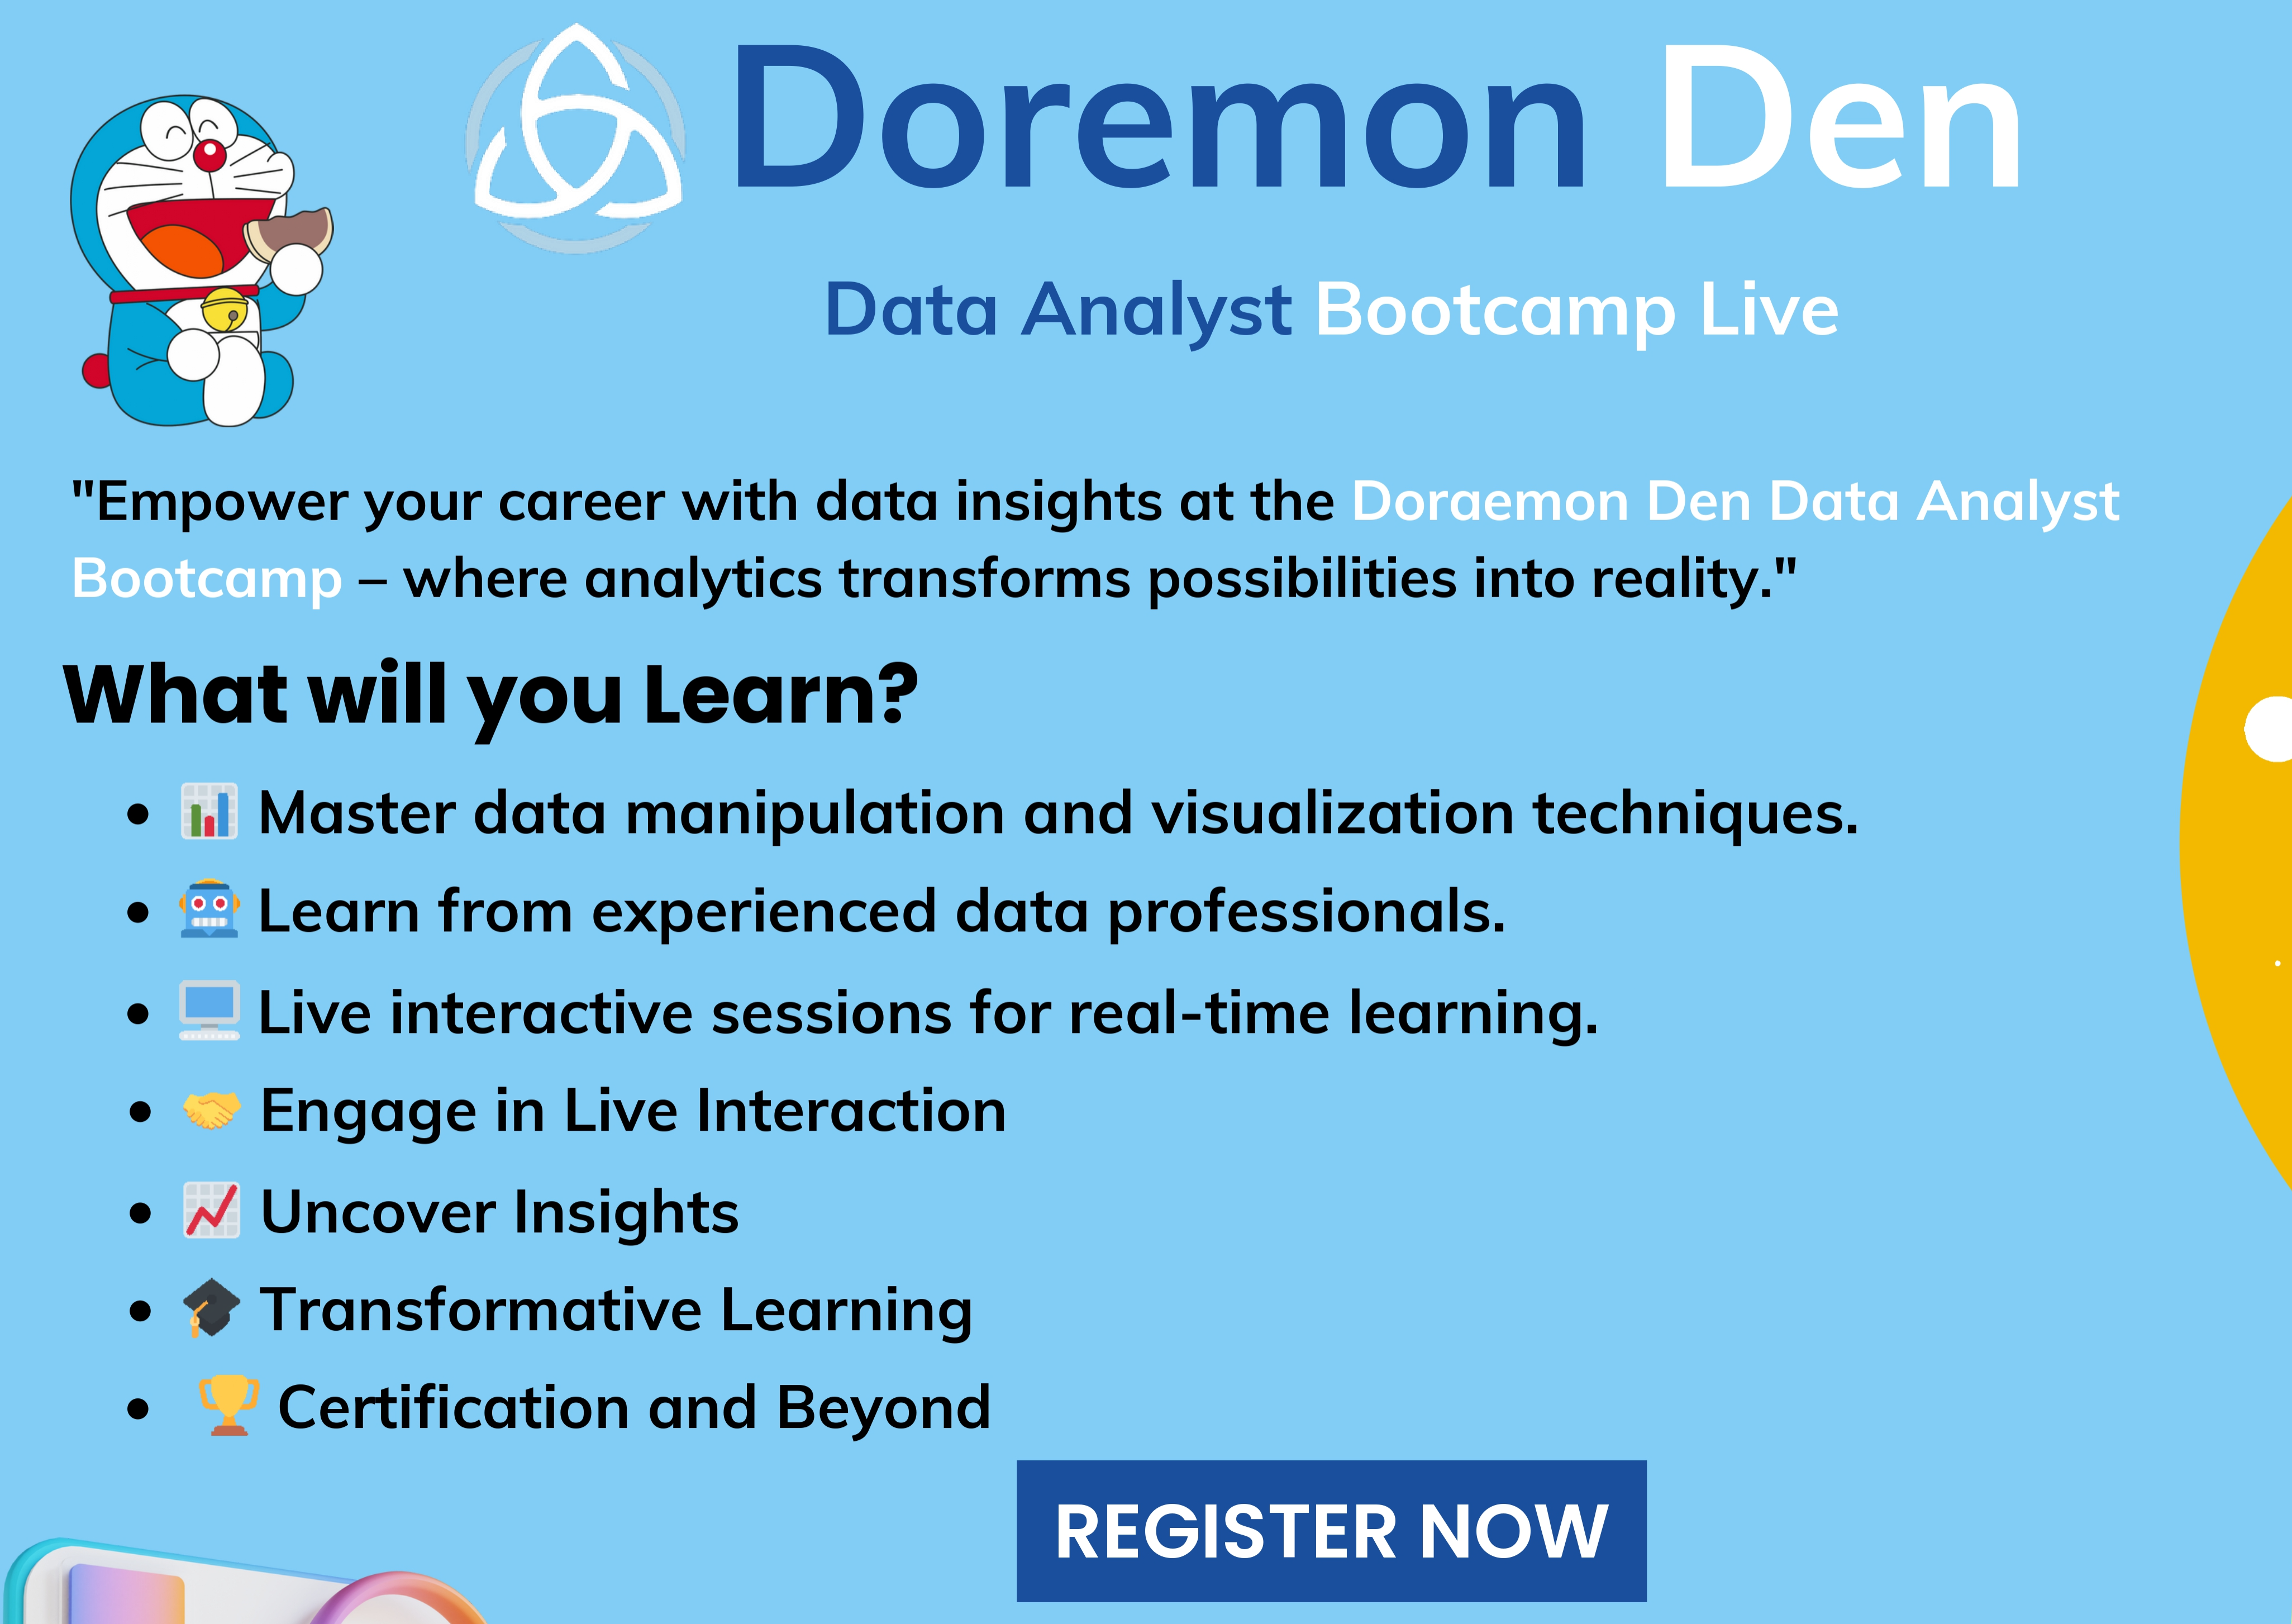 Doremon Den
Data Analyst Bootcamp Live
"Empower your career with data insights at the Doraemon Den Data Analyst
Bootcamp – where analytics transforms possibilities into reality."
What will you Learn?
• 📊 Master data manipulation and visualization techniques.
• 🤖 Learn from experienced data professionals.
• 🖥️ Live interactive sessions for real-time learning.
• 🤝 Engage in Live Interaction
• 📈 Uncover Insights
• 🎓 Transformative Learning
• 🏆 Certification and Beyond
REGISTER NOW